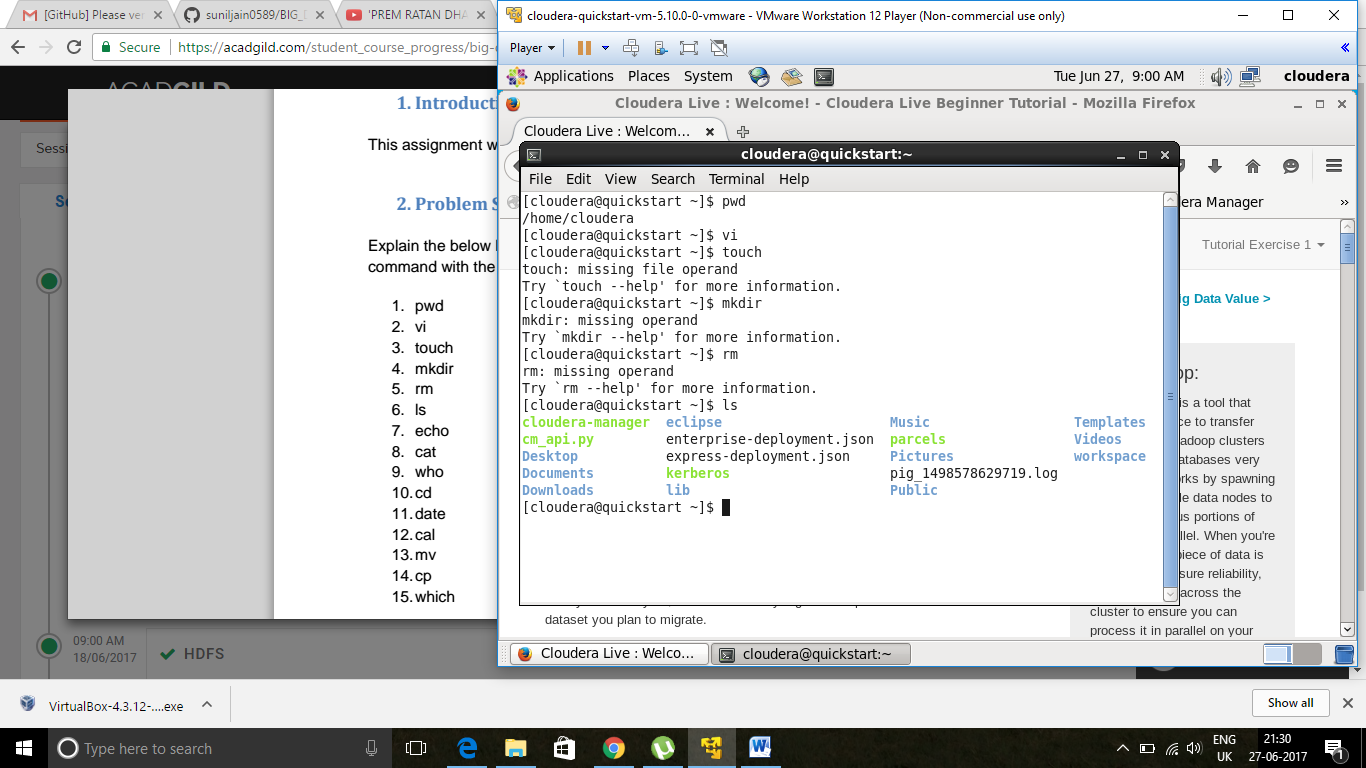 [GitHub] Please ver
suniljain0589/BIG_
'PREM RATAN DHA
Secure https://acadgild.com/student_course_progress/big-
ACADGILD
Sessi
1. Introducti
This assignment w
2. Problem S
Explain the below
command with the
1. pwd
2. vi
3. touch
4. mkdir
5. rm
6. ls
7. echo
8. cat
9. who
10. cd
11. date
12. cal
13. mv
14. cp
15. which
09:00 AM
18/06/2017
HDFS
cloudera-quickstart-vm-5.10.0-0-vmware - VMware Workstation 12 Player (Non-commercial use only)
Player
Applications Places System Tue Jun 27, 9:00 AM cloudera
Cloudera Live : Welcome! - Cloudera Live Beginner Tutorial - Mozilla Firefox
Cloudera Live : Welcom...
cloudera@quickstart:~
File Edit View Search Terminal Help
[cloudera@quickstart ~]$ pwd
/home/cloudera
[cloudera@quickstart ~]$ vi
[cloudera@quickstart ~]$ touch
touch: missing file operand
Try `touch --help' for more information.
[cloudera@quickstart ~]$ mkdir
mkdir: missing operand
Try `mkdir --help' for more information.
[cloudera@quickstart ~]$ rm
rm: missing operand
Try `rm --help' for more information.
[cloudera@quickstart ~]$ ls
cloudera-manager eclipse Music Templates
cm_api.py enterprise-deployment.json parcels Videos
Desktop express-deployment.json Pictures workspace
Documents kerberos pig_1498578629719.log
Downloads lib Public
[cloudera@quickstart ~]$
era Manager »
Tutorial Exercise 1
ig Data Value >
op:
is a tool that
ce to transfer
adoop clusters
atabases very
rks by spawning
le data nodes to
us portions of
llel. When you're
piece of data is
sure reliability,
across the
cluster to ensure you can
process it in parallel on your
dataset you plan to migrate.
Cloudera Live : Welco...
cloudera@quickstart:~
VirtualBox-4.3.12-....exe
Show all
Type here to search
ENG
UK
21:30
27-06-2017
1